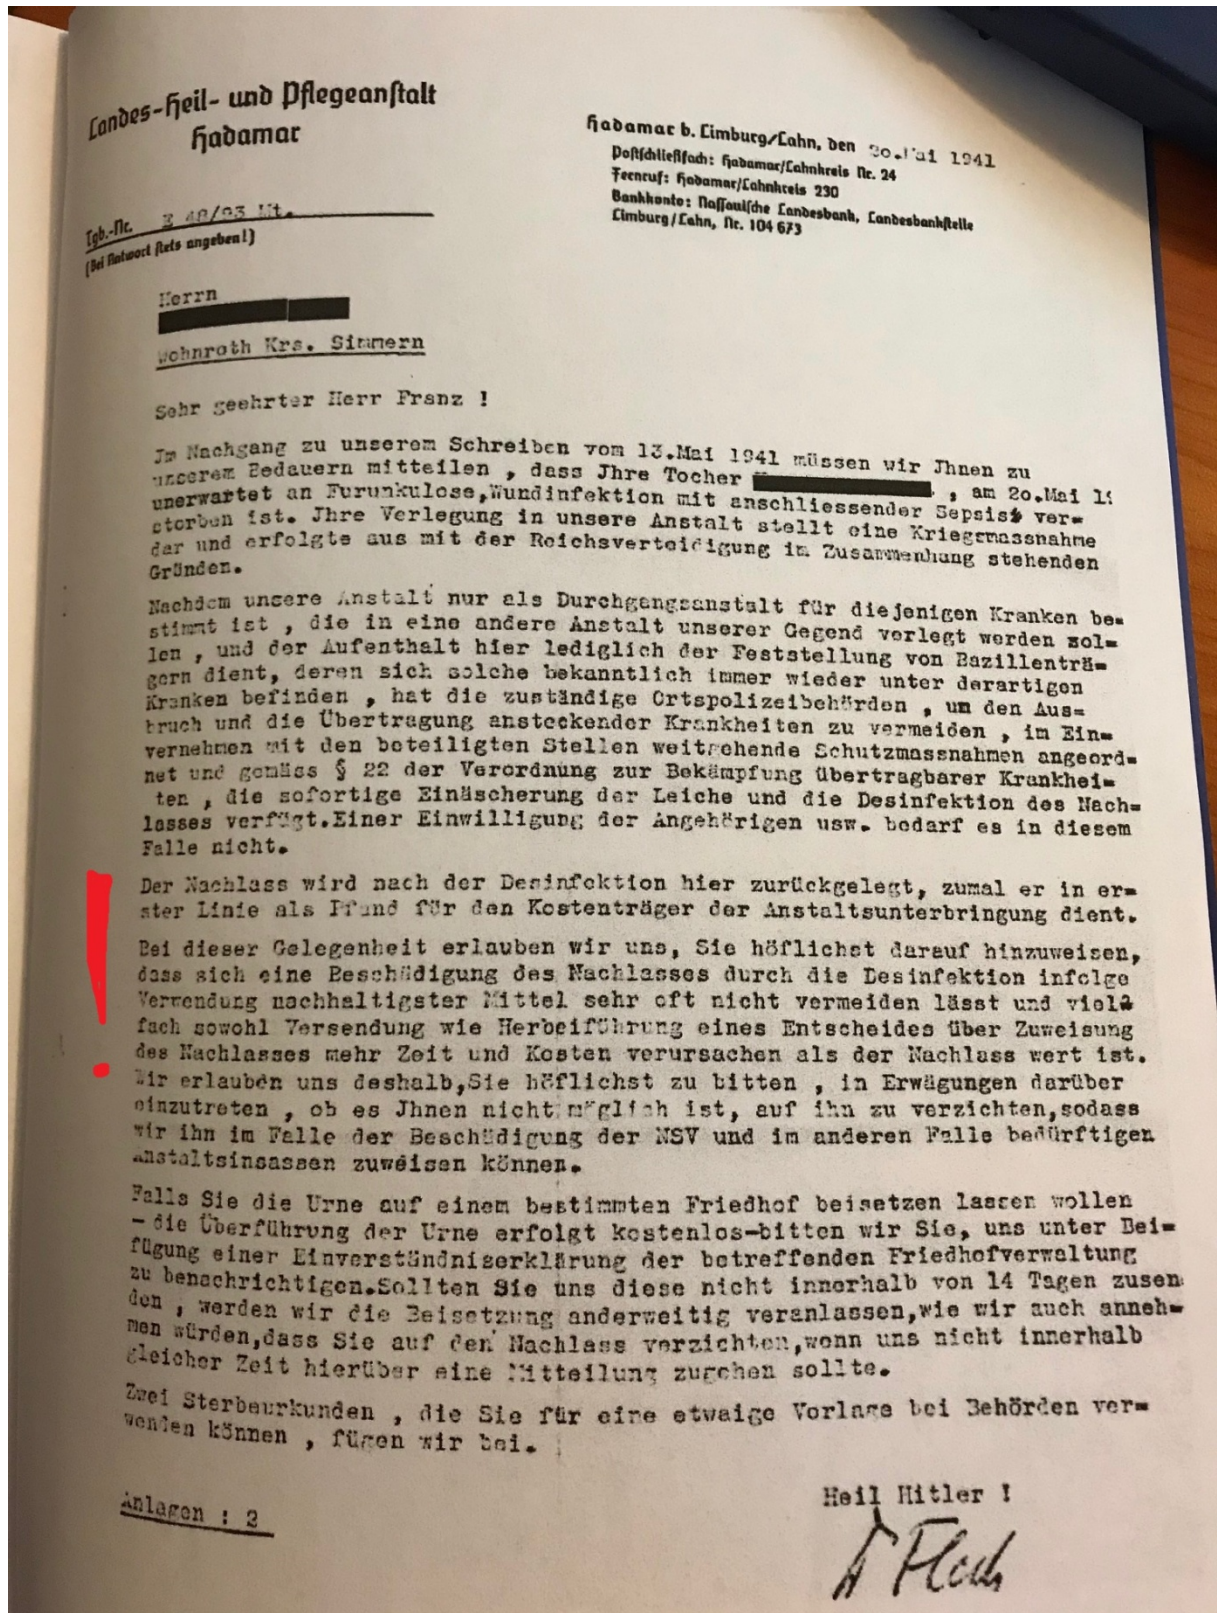 Landes-Heil- und Pflegeanstalt
Hadamar
Hadamar b. Limburg/Lahn, den 20.Mai 1941
Postschließfach: Hadamar/Lahnkreis Nr. 24
Fernruf: Hadamar/Lahnkreis 230
Bankkonto: Nassauische Landesbank, Landesbankstelle
Limburg/Lahn, Nr. 104 673
Tgb.-Nr.
(Bei Antwort stets angeben!)
Herrn
Wohnroth Krs. Simmern
Sehr geehrter Herr Franz !
Jm Nachgang zu unserem Schreiben vom 13.Mai 1941 müssen wir Jhnen zu
unserem Bedauern mitteilen , dass Jhre Tocher , am 2o.Mai
unerwartet an Furunkulose,Wundinfektion mit anschliessender Sepsis ver=
storben ist. Jhre Verlegung in unsere Anstalt stellt eine Kriegsmassnahme
dar und erfolgte aus mit der Reichsverteidigung im Zusammenhang stehenden
Gründen.
Nachdem unsere Anstalt nur als Durchgangsanstalt für diejenigen Kranken be=
stimmt ist , die in eine andere Anstalt unserer Gegend verlegt werden sol=
len , und der Aufenthalt hier lediglich der Feststellung von Bazillenträ=
gern dient, deren sich solche bekanntlich immer wieder unter derartigen
Kranken befinden , hat die zuständige Ortspolizeibehörden , um den Aus=
bruch und die Übertragung ansteckender Krankheiten zu vermeiden , im Ein=
vernehmen mit den beteiligten Stellen weitgehende Schutzmassnahmen angeord=
net und gemäss § 22 der Verordnung zur Bekämpfung übertragbarer Krankhei=
ten , die sofortige Einäscherung der Leiche und die Desinfektion des Nach=
lasses verfügt.Einer Einwilligung der Angehörigen usw. bedarf es in diesem
Falle nicht.
Der Nachlass wird nach der Desinfektion hier zurückgelegt, zumal er in er=
ster Linie als Pfand für den Kostenträger der Anstaltsunterbringung dient.
Bei dieser Gelegenheit erlauben wir uns, Sie höflichst darauf hinzuweisen,
dass sich eine Beschädigung des Nachlasses durch die Desinfektion infolge
Verwendung nachhaltigster Mittel sehr oft nicht vermeiden lässt und viel=
fach sowohl Versendung wie Herbeiführung eines Entscheides über Zuweisung
des Nachlasses mehr Zeit und Kosten verursachen als der Nachlass wert ist.
Wir erlauben uns deshalb,Sie höflichst zu bitten , in Erwägungen darüber
einzutreten , ob es Jhnen nicht möglich ist, auf ihn zu verzichten,sodass
wir ihn im Falle der Beschädigung der NSV und im anderen Falle bedürftigen
Anstaltsinsassen zuweisen können.
Falls Sie die Urne auf einem bestimmten Friedhof beisetzen lassen wollen
- die Überführung der Urne erfolgt kostenlos-bitten wir Sie, uns unter Bei=
fügung einer Einverständniserklärung der betreffenden Friedhofverwaltung
zu benachrichtigen.Sollten Sie uns diese nicht innerhalb von 14 Tagen zusen
den , werden wir die Beisetzung anderweitig veranlassen,wie wir auch anneh=
men würden,dass Sie auf den Nachlass verzichten,wenn uns nicht innerhalb
gleicher Zeit hierüber eine Mitteilung zugehen sollte.
Zwei Sterbeurkunden , die Sie für eine etwaige Vorlage bei Behörden ver=
wenden können , fügen wir bei.
Anlagen : 2
Heil Hitler !